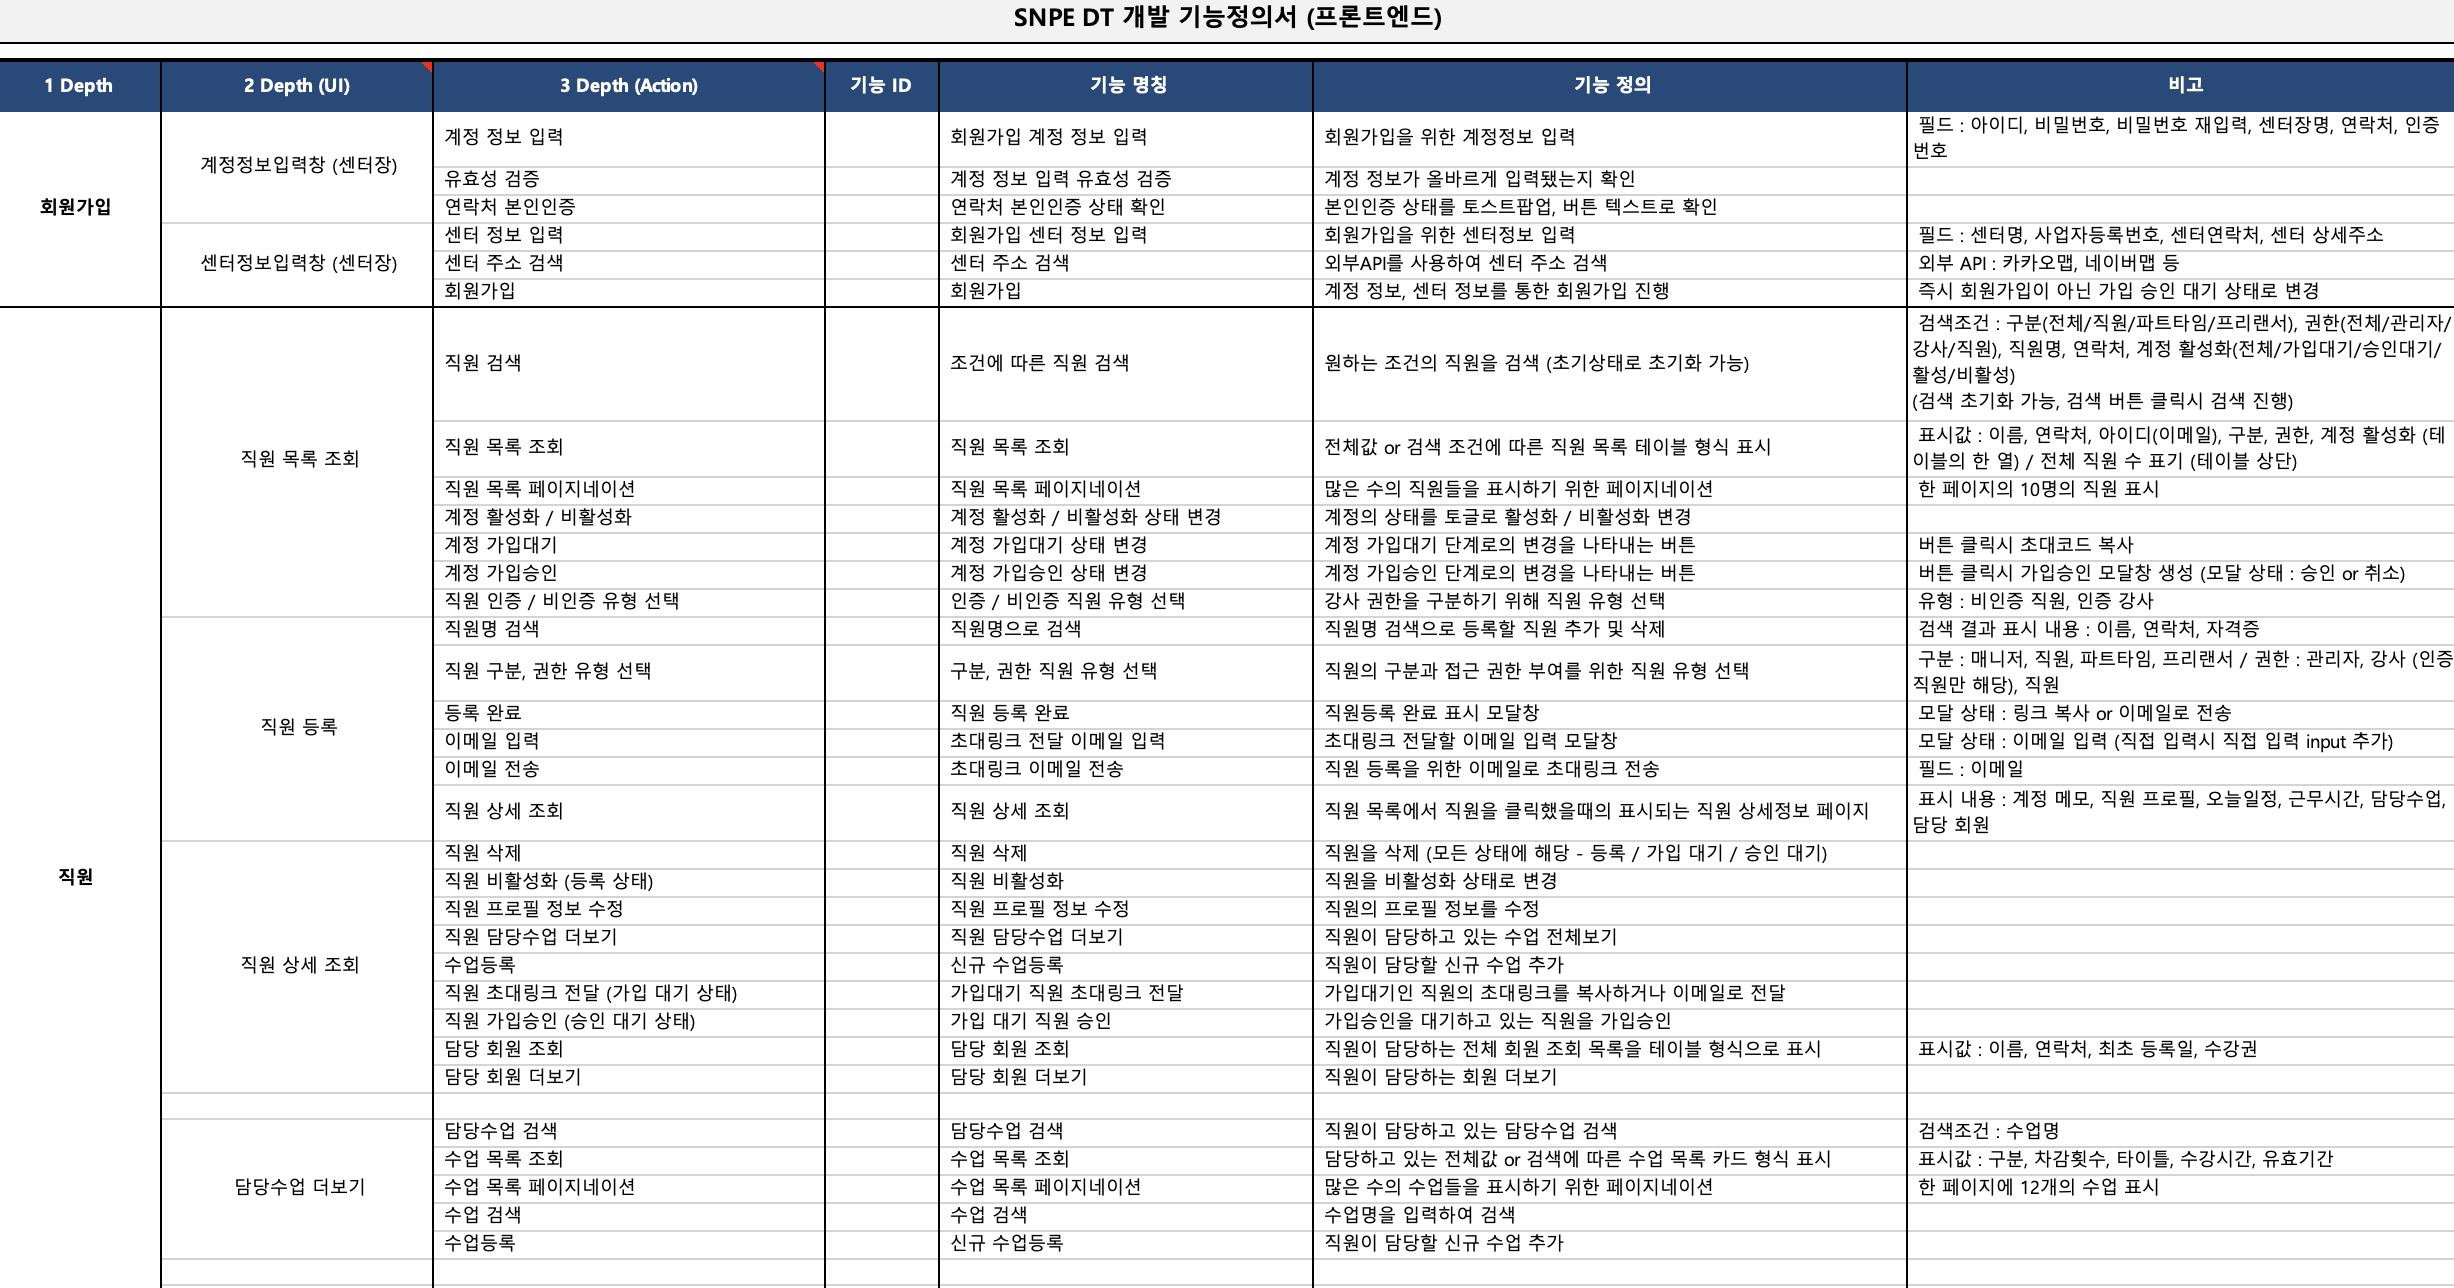 SNPE DT 개발 기능정의서 (프론트엔드)
1 Depth 2 Depth (UI) 3 Depth (Action) 기능 ID 기능 명칭 기능 정의 비고
회원가입
계정정보입력창 (센터장)
계정 정보 입력 회원가입 계정 정보 입력 회원가입을 위한 계정정보 입력 필드 : 아이디, 비밀번호, 비밀번호 재입력, 센터장명, 연락처, 인증
번호
유효성 검증 계정 정보 입력 유효성 검증 계정 정보가 올바르게 입력됐는지 확인
연락처 본인인증 연락처 본인인증 상태 확인 본인인증 상태를 토스트팝업, 버튼 텍스트로 확인
센터정보입력창 (센터장)
센터 정보 입력 회원가입 센터 정보 입력 회원가입을 위한 센터정보 입력 필드 : 센터명, 사업자등록번호, 센터연락처, 센터 상세주소
센터 주소 검색 센터 주소 검색 외부API를 사용하여 센터 주소 검색 외부 API : 카카오맵, 네이버맵 등
회원가입 회원가입 계정 정보, 센터 정보를 통한 회원가입 진행 즉시 회원가입이 아닌 가입 승인 대기 상태로 변경
직원
직원 목록 조회
직원 검색 조건에 따른 직원 검색 원하는 조건의 직원을 검색 (초기상태로 초기화 가능) 검색조건 : 구분(전체/직원/파트타임/프리랜서), 권한(전체/관리자/
강사/직원), 직원명, 연락처, 계정 활성화(전체/가입대기/승인대기/
활성/비활성)
(검색 초기화 가능, 검색 버튼 클릭시 검색 진행)
직원 목록 조회 직원 목록 조회 전체값 or 검색 조건에 따른 직원 목록 테이블 형식 표시 표시값 : 이름, 연락처, 아이디(이메일), 구분, 권한, 계정 활성화 (테
이블의 한 열) / 전체 직원 수 표기 (테이블 상단)
직원 목록 페이지네이션 직원 목록 페이지네이션 많은 수의 직원들을 표시하기 위한 페이지네이션 한 페이지의 10명의 직원 표시
계정 활성화 / 비활성화 계정 활성화 / 비활성화 상태 변경 계정의 상태를 토글로 활성화 / 비활성화 변경
계정 가입대기 계정 가입대기 상태 변경 계정 가입대기 단계로의 변경을 나타내는 버튼 버튼 클릭시 초대코드 복사
계정 가입승인 계정 가입승인 상태 변경 계정 가입승인 단계로의 변경을 나타내는 버튼 버튼 클릭시 가입승인 모달창 생성 (모달 상태 : 승인 or 취소)
직원 인증 / 비인증 유형 선택 인증 / 비인증 직원 유형 선택 강사 권한을 구분하기 위해 직원 유형 선택 유형 : 비인증 직원, 인증 강사
직원 등록
직원명 검색 직원명으로 검색 직원명 검색으로 등록할 직원 추가 및 삭제 검색 결과 표시 내용 : 이름, 연락처, 자격증
직원 구분, 권한 유형 선택 구분, 권한 직원 유형 선택 직원의 구분과 접근 권한 부여를 위한 직원 유형 선택 구분 : 매니저, 직원, 파트타임, 프리랜서 / 권한 : 관리자, 강사 (인증
직원만 해당), 직원
등록 완료 직원 등록 완료 직원등록 완료 표시 모달창 모달 상태 : 링크 복사 or 이메일로 전송
이메일 입력 초대링크 전달 이메일 입력 초대링크 전달할 이메일 입력 모달창 모달 상태 : 이메일 입력 (직접 입력시 직접 입력 input 추가)
이메일 전송 초대링크 이메일 전송 직원 등록을 위한 이메일로 초대링크 전송 필드 : 이메일
직원 상세 조회 직원 상세 조회 직원 목록에서 직원을 클릭했을때의 표시되는 직원 상세정보 페이지 표시 내용 : 계정 메모, 직원 프로필, 오늘일정, 근무시간, 담당수업,
담당 회원
직원 상세 조회
직원 삭제 직원 삭제 직원을 삭제 (모든 상태에 해당 - 등록 / 가입 대기 / 승인 대기)
직원 비활성화 (등록 상태) 직원 비활성화 직원을 비활성화 상태로 변경
직원 프로필 정보 수정 직원 프로필 정보 수정 직원의 프로필 정보를 수정
직원 담당수업 더보기 직원 담당수업 더보기 직원이 담당하고 있는 수업 전체보기
수업등록 신규 수업등록 직원이 담당할 신규 수업 추가
직원 초대링크 전달 (가입 대기 상태) 가입대기 직원 초대링크 전달 가입대기인 직원의 초대링크를 복사하거나 이메일로 전달
직원 가입승인 (승인 대기 상태) 가입 대기 직원 승인 가입승인을 대기하고 있는 직원을 가입승인
담당 회원 조회 담당 회원 조회 직원이 담당하는 전체 회원 조회 목록을 테이블 형식으로 표시 표시값 : 이름, 연락처, 최초 등록일, 수강권
담당 회원 더보기 담당 회원 더보기 직원이 담당하는 회원 더보기
담당수업 더보기
담당수업 검색 담당수업 검색 직원이 담당하고 있는 담당수업 검색 검색조건 : 수업명
수업 목록 조회 수업 목록 조회 담당하고 있는 전체값 or 검색에 따른 수업 목록 카드 형식 표시 표시값 : 구분, 차감횟수, 타이틀, 수강시간, 유효기간
수업 목록 페이지네이션 수업 목록 페이지네이션 많은 수의 수업들을 표시하기 위한 페이지네이션 한 페이지에 12개의 수업 표시
수업 검색 수업 검색 수업명을 입력하여 검색
수업등록 신규 수업등록 직원이 담당할 신규 수업 추가